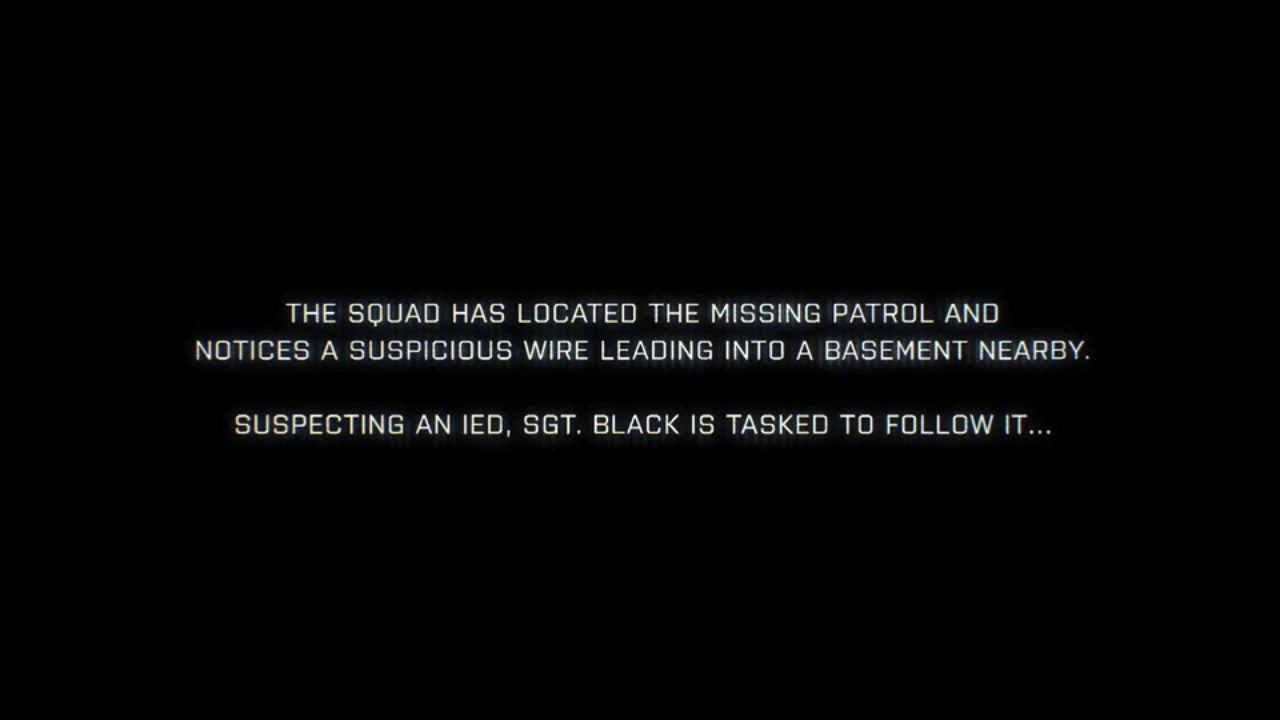 THE SQUAD HAS LOCATED THE MISSING PATROL AND
NOTICES A SUSPICIOUS WIRE LEADING INTO A BASEMENT NEARBY.
SUSPECTING AN IED, SGT. BLACK IS TASKED TO FOLLOW IT...